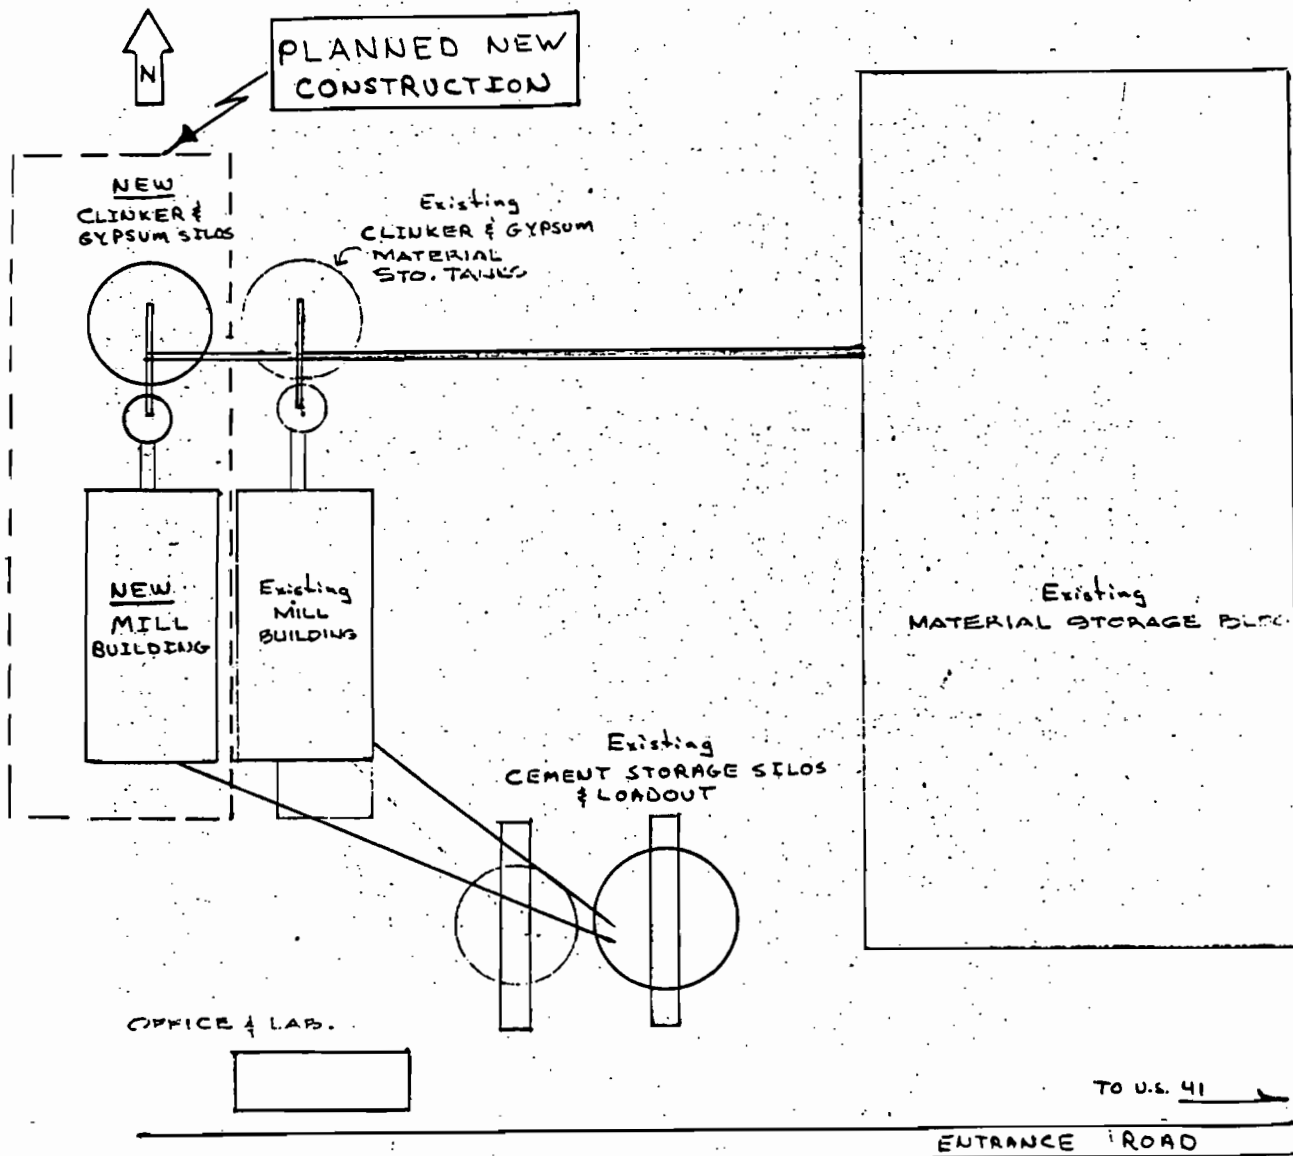 N
PLANNED NEW
CONSTRUCTION
NEW
CLINKER &
GYPSUM SILOS
Existing
CLINKER & GYPSUM
MATERIAL
STO. TANKS
NEW
MILL
BUILDING
Existing
MILL
BUILDING
Existing
MATERIAL STORAGE BLDG.
Existing
CEMENT STORAGE SILOS
& LOADOUT
OFFICE & LAB.
TO U.S. 41
ENTRANCE ROAD